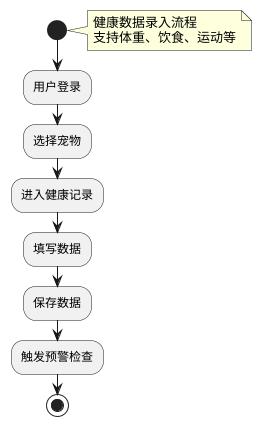 健康数据录入流程
支持体重、饮食、运动等
用户登录
选择宠物
进入健康记录
填写数据
保存数据
触发预警检查